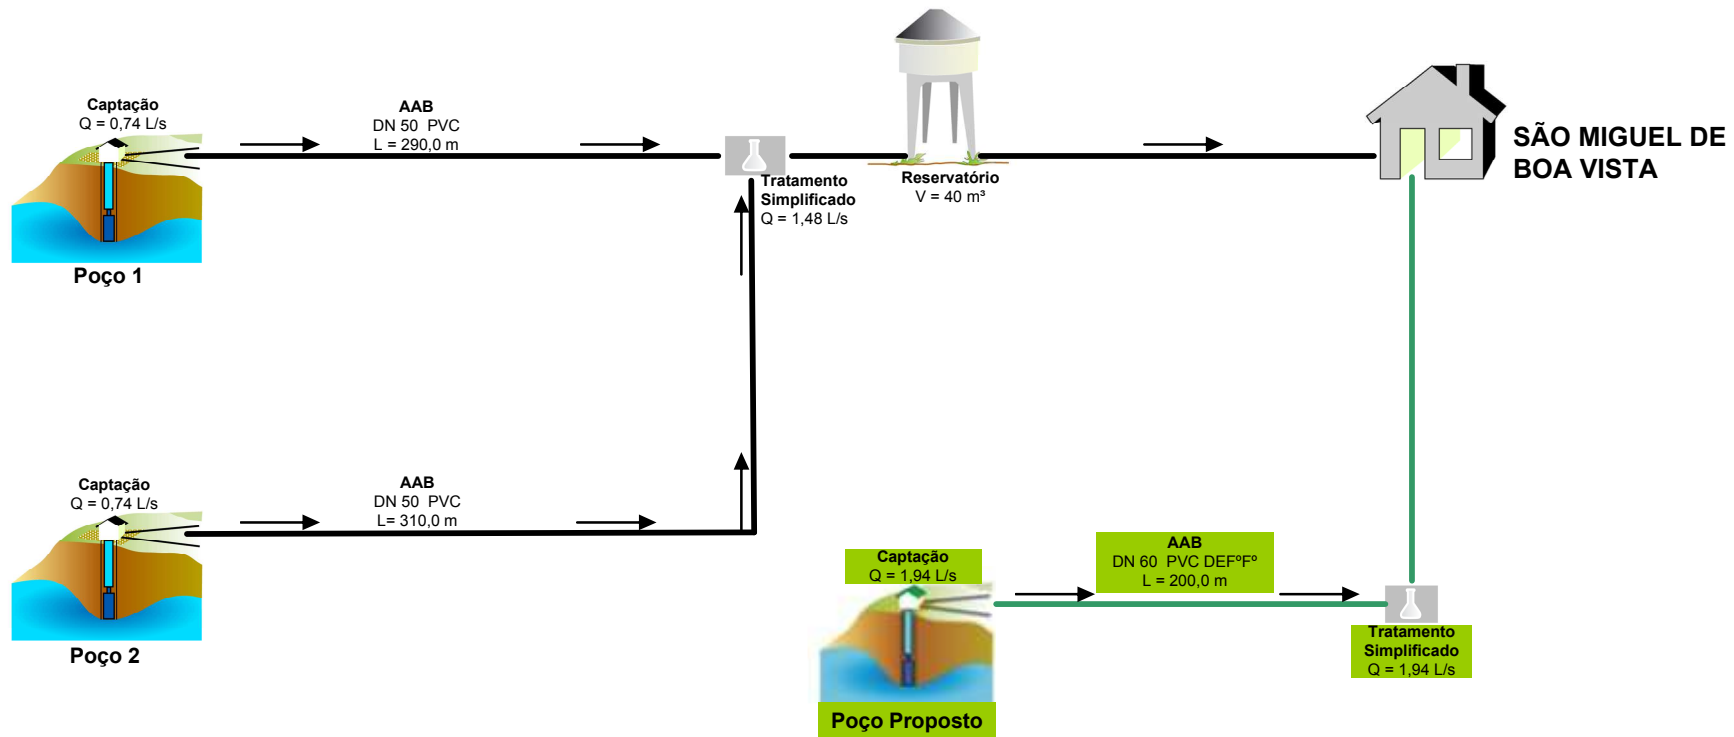 Captação
Q = 0,74 L/s
AAB
DN 50 PVC
L = 290,0 m
Poço 1
Tratamento
Simplificado
Q = 1,48 L/s
Reservatório
V = 40 m³
SÃO MIGUEL DE
BOA VISTA
Captação
Q = 0,74 L/s
AAB
DN 50 PVC
L= 310,0 m
Poço 2
Captação
Q = 1,94 L/s
AAB
DN 60 PVC DEFºFº
L = 200,0 m
Tratamento
Simplificado
Q = 1,94 L/s
Poço Proposto